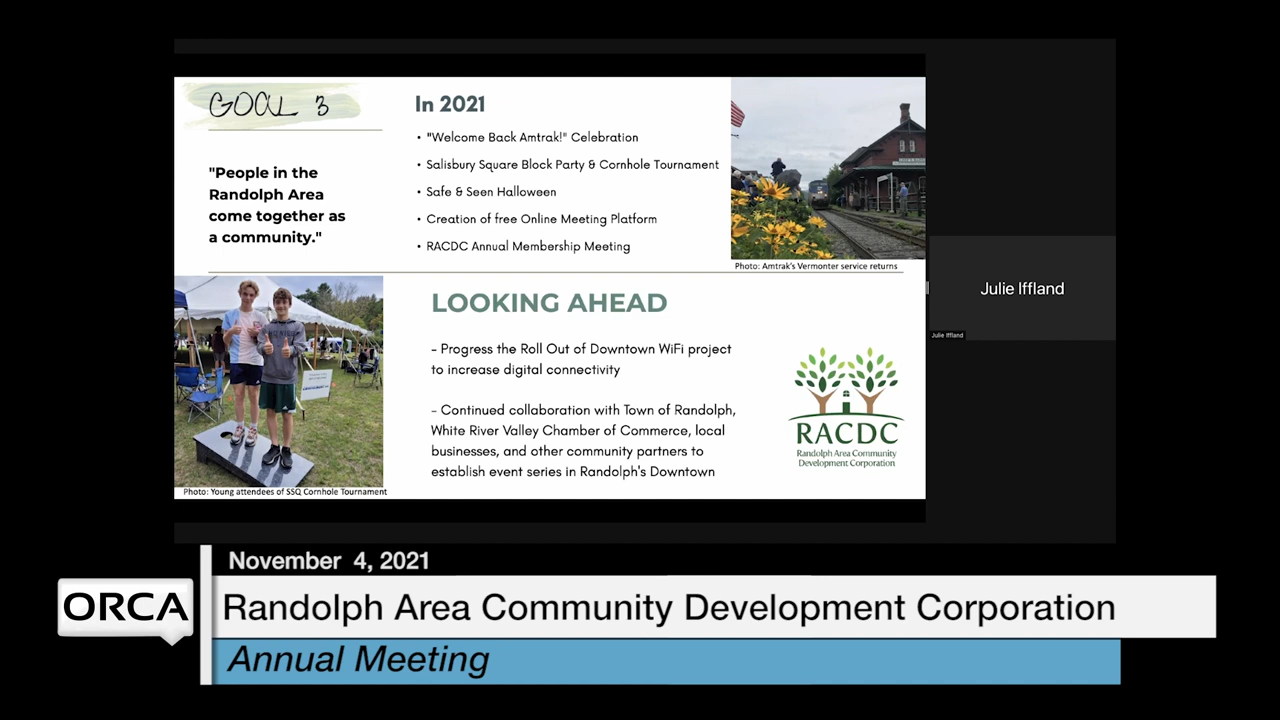 GOAL 3
"People in the
Randolph Area
come together as
a community."
In 2021
• "Welcome Back Amtrak!" Celebration
• Salisbury Square Block Party & Cornhole Tournament
• Safe & Seen Halloween
• Creation of free Online Meeting Platform
• RACDC Annual Membership Meeting
Photo: Amtrak's Vermonter service returns
Photo: Young attendees of SSQ Cornhole Tournament
LOOKING AHEAD
- Progress the Roll Out of Downtown WiFi project
to increase digital connectivity
- Continued collaboration with Town of Randolph,
White River Valley Chamber of Commerce, local
businesses, and other community partners to
establish event series in Randolph's Downtown
RACDC
Randolph Area Community
Development Corporation
Julie Iffland
Julie Iffland
November 4, 2021
ORCA
Randolph Area Community Development Corporation
Annual Meeting